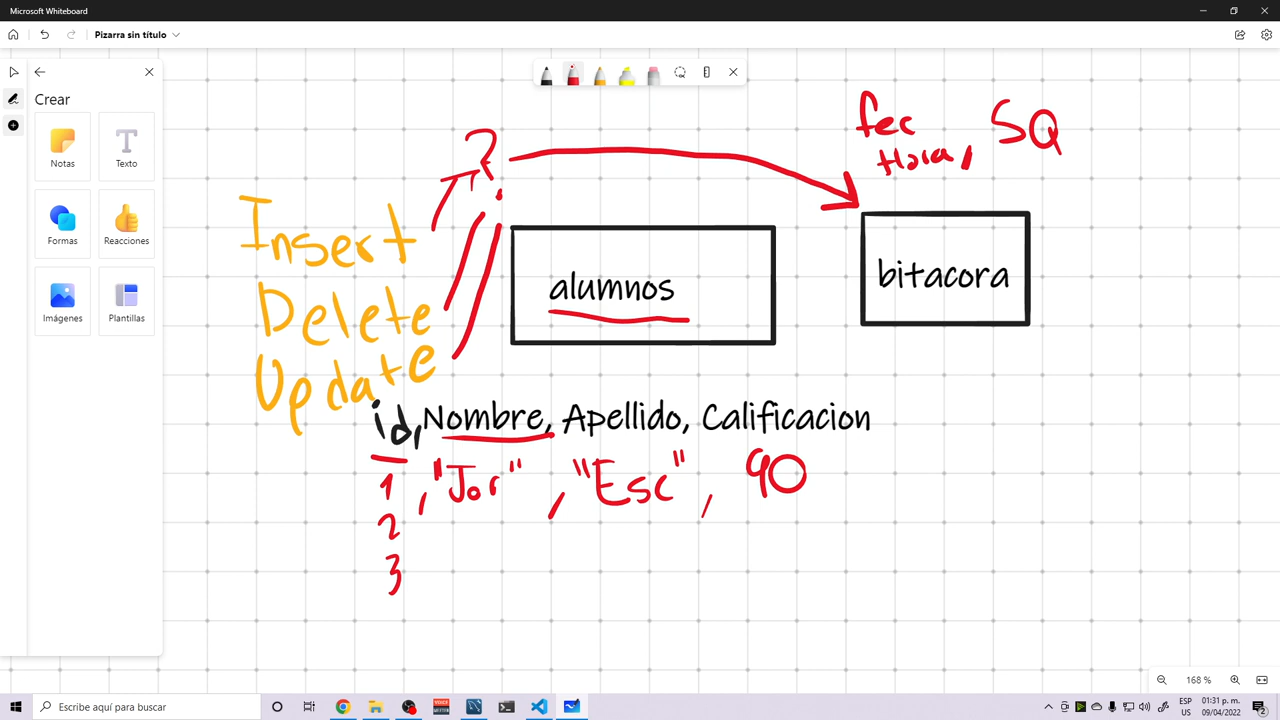 Microsoft Whiteboard
Pizarra sin título
Crear
Notas
Texto
Formas
Reacciones
Imágenes
Plantillas
fec
Hora, SQ
?
Insert
Delete
Update
alumnos
bitacora
id, Nombre, Apellido, Calificacion
1, "Jor", "Esc", 90
2
3
168 %
Escribe aquí para buscar
ESP
US
01:31 p. m.
09/04/2022
2